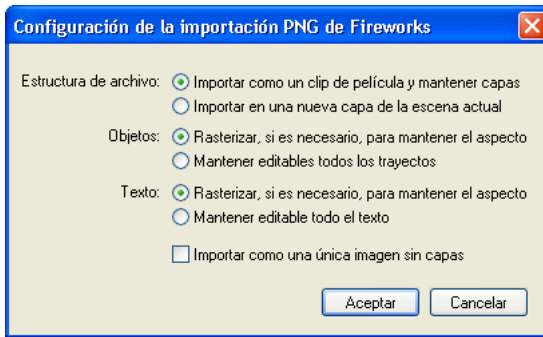 Configuración de la importación PNG de Fireworks
Estructura de archivo: Importar como un clip de película y mantener capas
Importar en una nueva capa de la escena actual
Objetos: Rasterizar, si es necesario, para mantener el aspecto
Mantener editables todos los trayectos
Texto: Rasterizar, si es necesario, para mantener el aspecto
Mantener editable todo el texto
Importar como una única imagen sin capas
Aceptar Cancelar